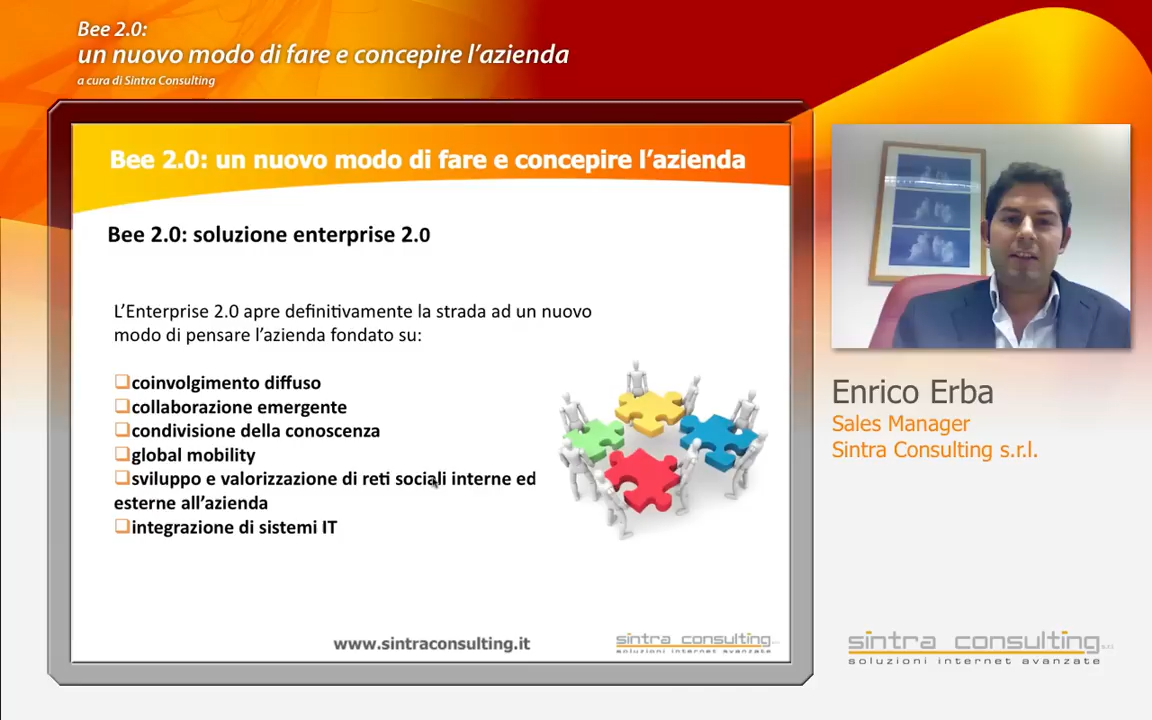 Bee 2.0:
un nuovo modo di fare e concepire l'azienda
a cura di Sintra Consulting
Bee 2.0: un nuovo modo di fare e concepire l'azienda
Bee 2.0: soluzione enterprise 2.0
L'Enterprise 2.0 apre definitivamente la strada ad un nuovo
modo di pensare l'azienda fondato su:
❑coinvolgimento diffuso
❑collaborazione emergente
❑condivisione della conoscenza
❑global mobility
❑sviluppo e valorizzazione di reti sociali interne ed
esterne all'azienda
❑integrazione di sistemi IT
www.sintraconsulting.it
sintra consulting
soluzioni internet avanzate
Enrico Erba
Sales Manager
Sintra Consulting s.r.l.
sintra consulting
soluzioni internet avanzate